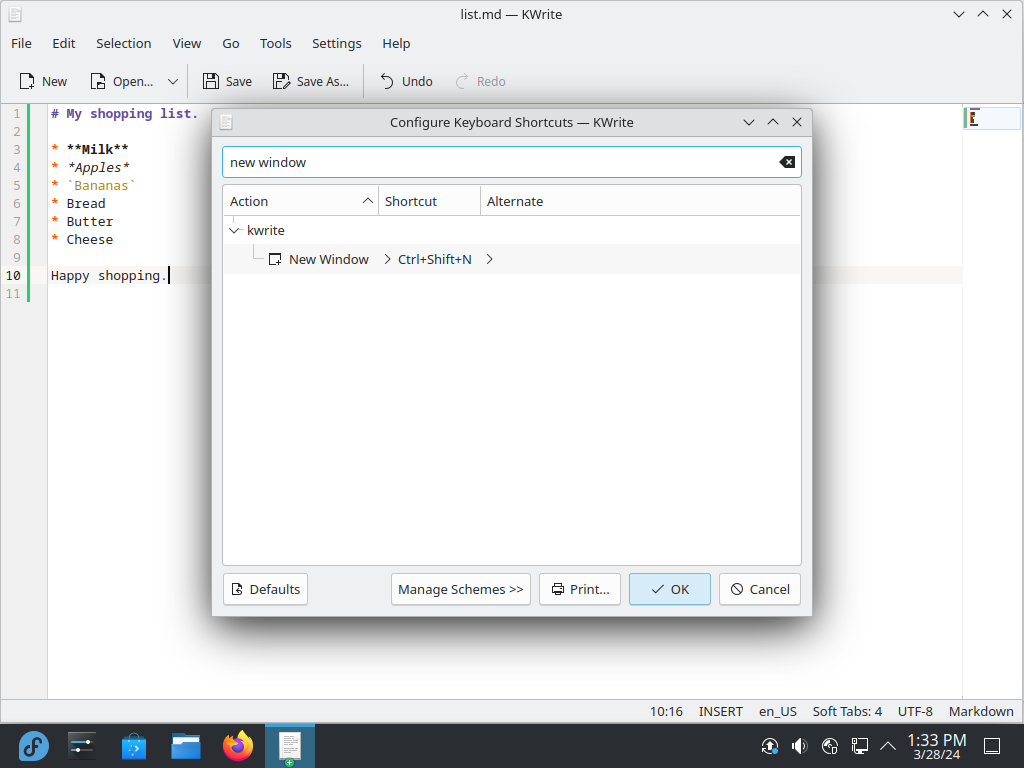 list.md — KWrite
File Edit Selection View Go Tools Settings Help
New Open... Save Save As... Undo Redo
1 # My shopping list.
2
3 * **Milk**
4 * *Apples*
5 * `Bananas`
6 * Bread
7 * Butter
8 * Cheese
9
10 Happy shopping.
11
Configure Keyboard Shortcuts — KWrite
new window
Action Shortcut Alternate
kwrite
New Window Ctrl+Shift+N
Defaults Manage Schemes >> Print... OK Cancel
10:16 INSERT en_US Soft Tabs: 4 UTF-8 Markdown
1:33 PM
3/28/24